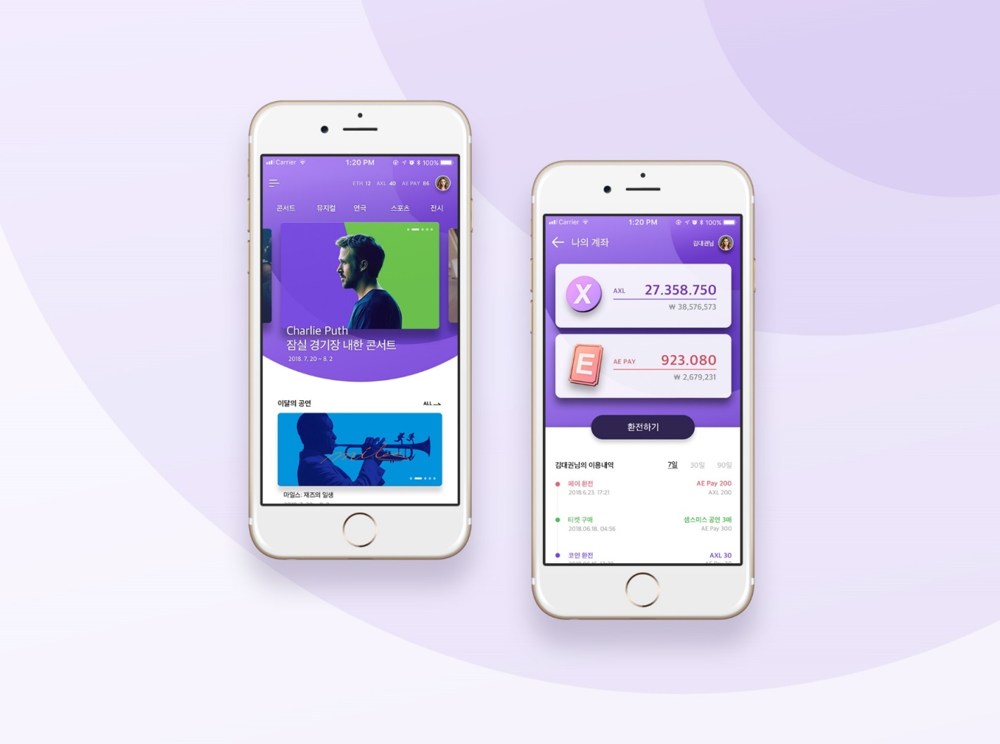 Carrier 1:20 PM 100%
ETH 12 AXL 40 AE PAY 86
콘서트 뮤지컬 연극 스포츠 전시
Charlie Puth
잠실 경기장 내한 콘서트
2018. 7. 20 ~ 8. 2
이달의 공연 ALL
miles
마일스: 재즈의 일생
Carrier 1:20 PM 100%
나의 계좌 김대권님
X AXL 27.358.750
₩ 38,576,573
E AE PAY 923.080
₩ 2,679,231
환전하기
김대권님의 이용내역 7일 30일 90일
페이 환전 AE Pay 200
2018.6.23. 17:21 AXL 200
티켓 구매 샘스미스 공연 3매
2018.06.18. 04:56 AE Pay 300
코인 환전 AXL 30